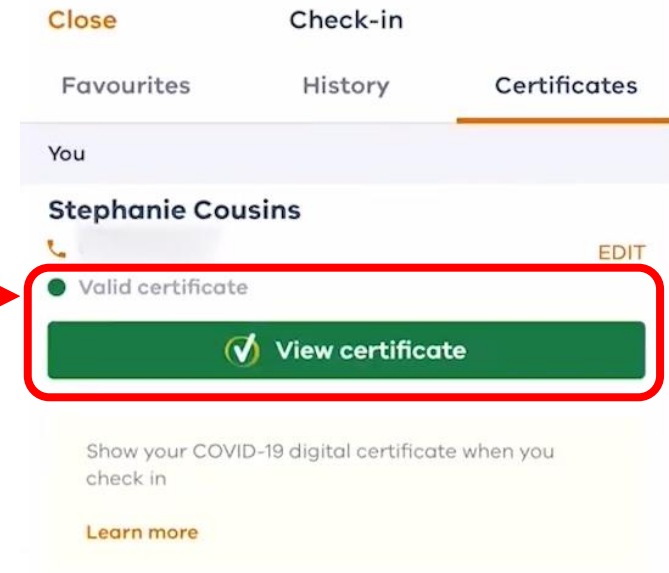 Close Check-in
Favourites History Certificates
You
Stephanie Cousins
EDIT
Valid certificate
View certificate
Show your COVID-19 digital certificate when you
check in
Learn more